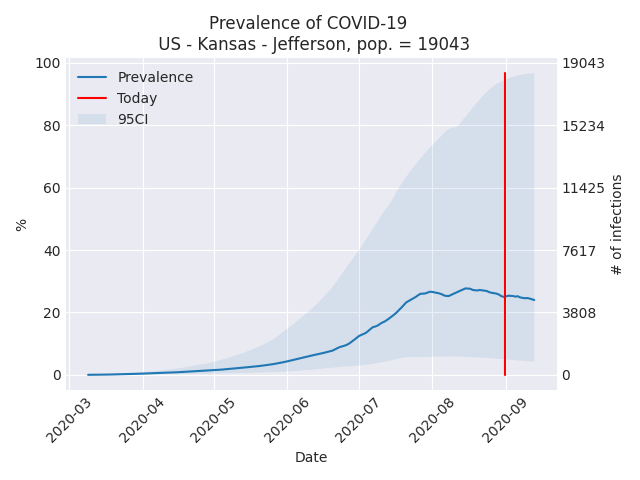 Prevalence of COVID-19
US - Kansas - Jefferson, pop. = 19043
Prevalence
Today
95CI
100
80
60
40
20
0
%
19043
15234
11425
7617
3808
0
# of infections
2020-03
2020-04
2020-05
2020-06
2020-07
2020-08
2020-09
Date